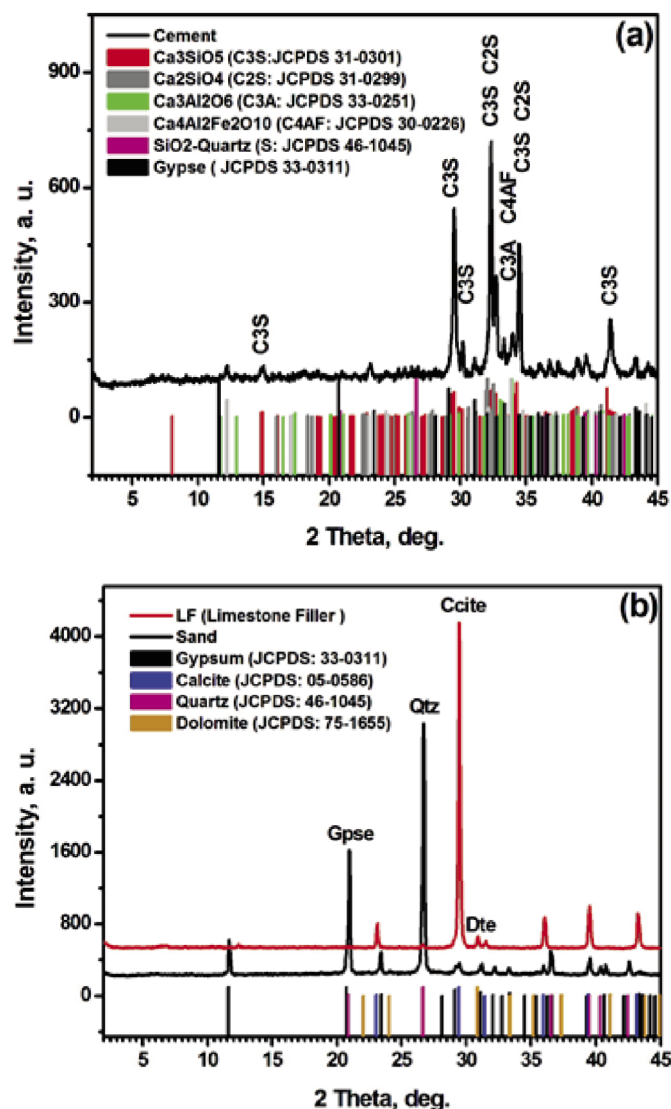 (a)
Cement
Ca3SiO5 (C3S:JCPDS 31-0301)
Ca2SiO4 (C2S: JCPDS 31-0299)
Ca3Al2O6 (C3A: JCPDS 33-0251)
Ca4Al2Fe2O10 (C4AF: JCPDS 30-0226)
SiO2-Quartz (S: JCPDS 46-1045)
Gypse ( JCPDS 33-0311)
C3S
C3S
C3S
C3S C2S
C3A C4AF
C3S C2S
C3S
Intensity, a. u.
900
600
300
0
5 10 15 20 25 30 35 40 45
2 Theta, deg.
(b)
LF (Limestone Filler )
Sand
Gypsum (JCPDS: 33-0311)
Calcite (JCPDS: 05-0586)
Quartz (JCPDS: 46-1045)
Dolomite (JCPDS: 75-1655)
Ccite
Qtz
Gpse
Dte
Intensity, a. u.
4000
3200
2400
1600
800
0
5 10 15 20 25 30 35 40 45
2 Theta, deg.